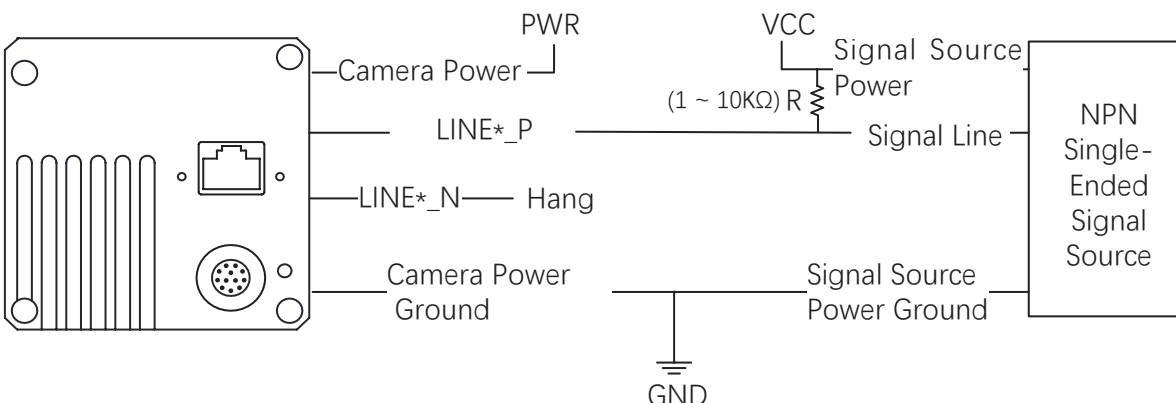 PWR
VCC
Camera Power
Signal Source
Power
(1 ~ 10KΩ) R
LINE*_P
Signal Line
LINE*_N
Hang
Camera Power
Ground
Signal Source
Power Ground
GND
NPN
Single-
Ended
Signal
Source